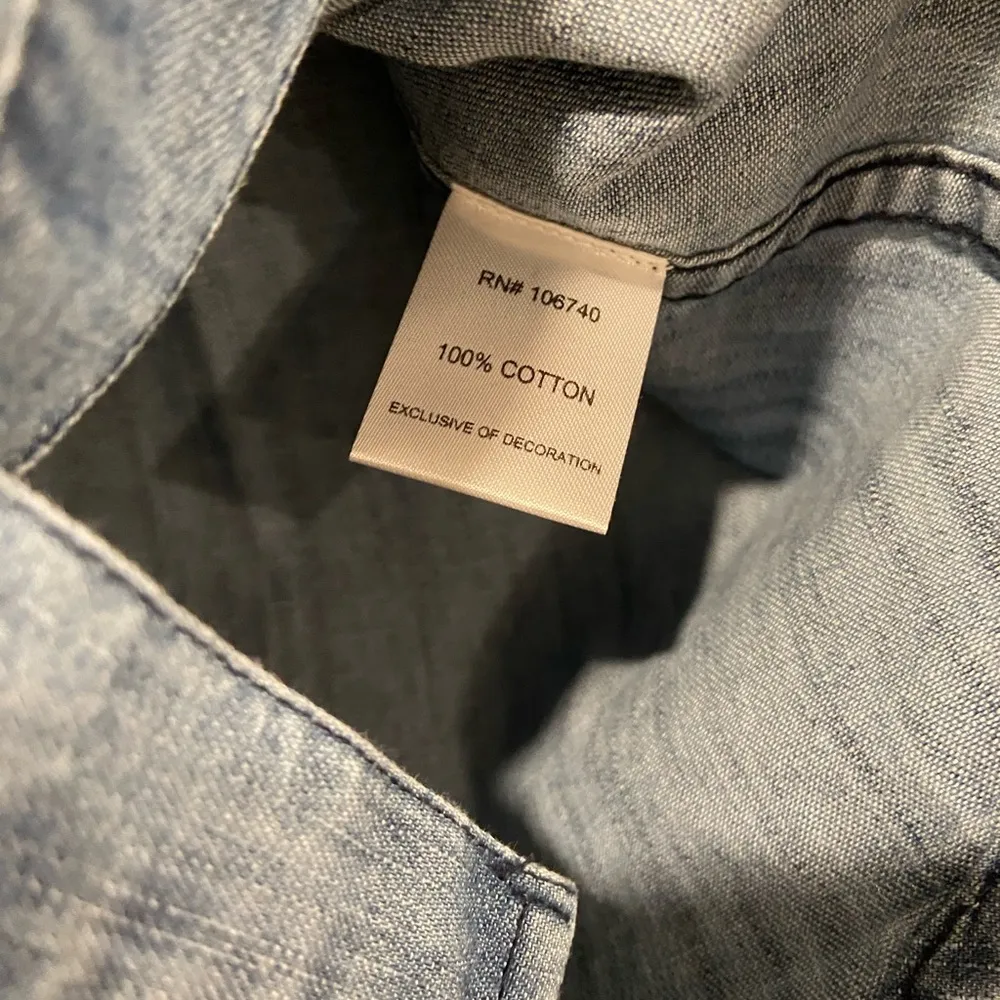 RN# 106740
100% COTTON
EXCLUSIVE OF DECORATION